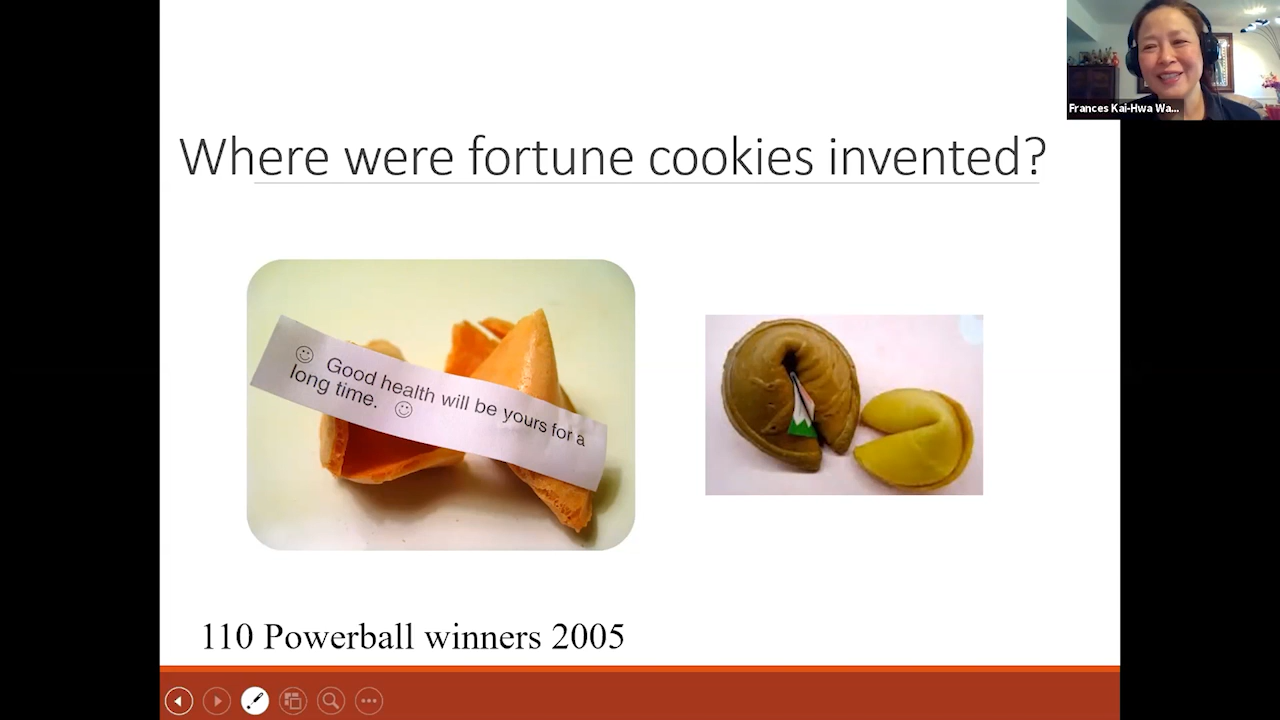 Frances Kai-Hwa Wa...
Where were fortune cookies invented?
☺ Good health will be yours for a
long time. ☺
110 Powerball winners 2005